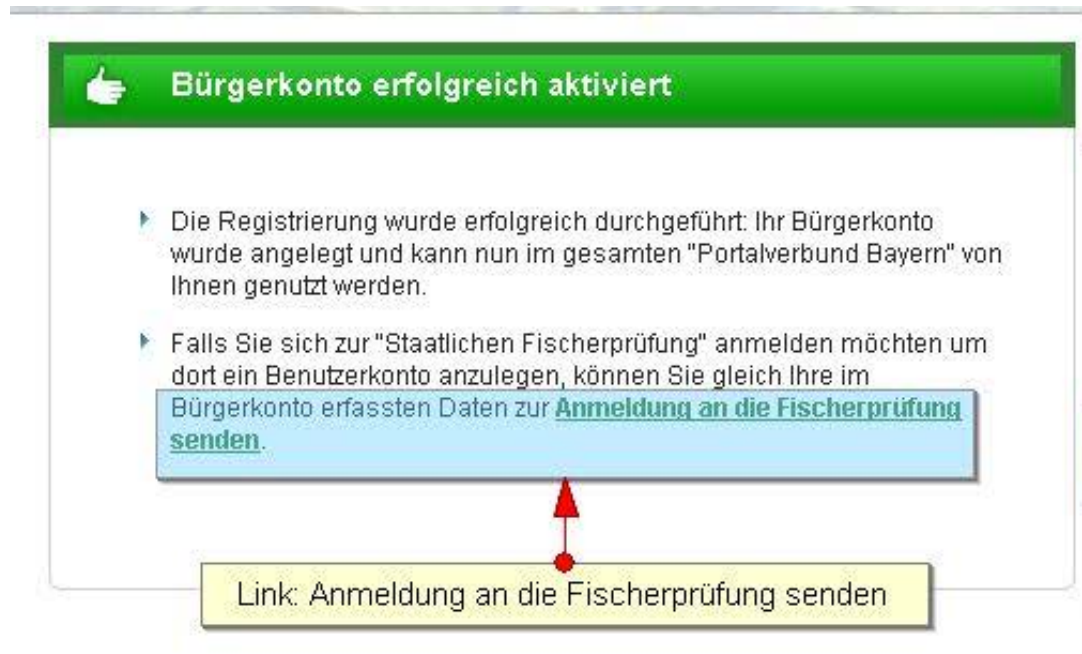 Bürgerkonto erfolgreich aktiviert
Die Registrierung wurde erfolgreich durchgeführt: Ihr Bürgerkonto
wurde angelegt und kann nun im gesamten "Portalverbund Bayern" von
Ihnen genutzt werden.
Falls Sie sich zur "Staatlichen Fischerprüfung" anmelden möchten um
dort ein Benutzerkonto anzulegen, können Sie gleich Ihre im
Bürgerkonto erfassten Daten zur Anmeldung an die Fischerprüfung
senden.
Link: Anmeldung an die Fischerprüfung senden